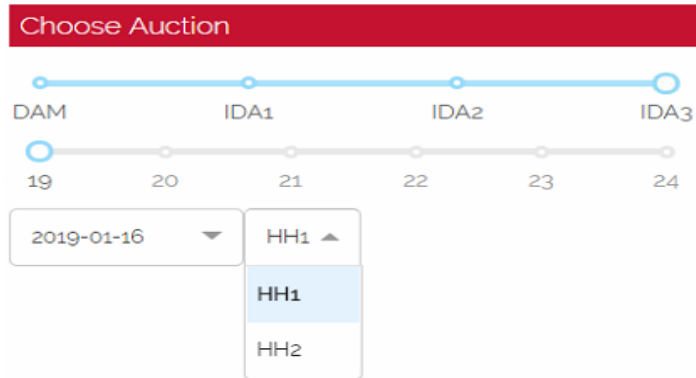 Choose Auction
DAM IDA1 IDA2 IDA3
19 20 21 22 23 24
2019-01-16 HH1
HH1
HH2